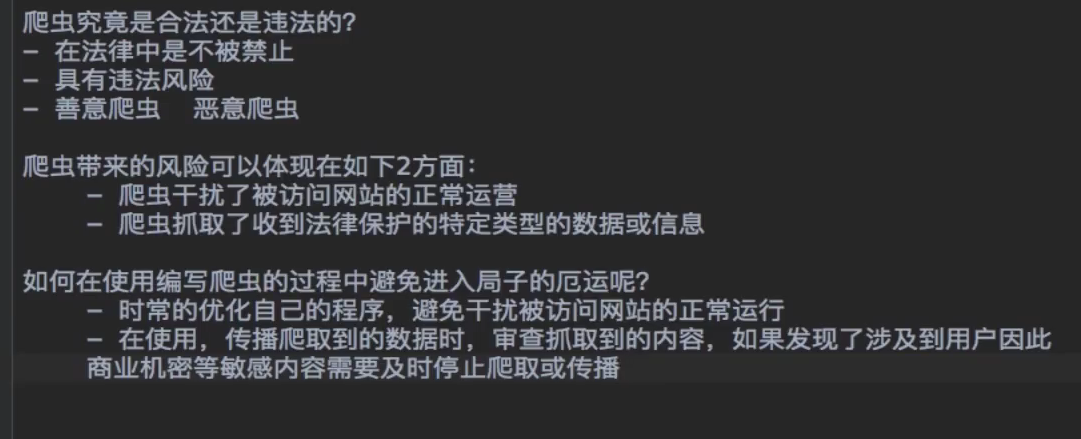 爬虫究竟是合法还是违法的?
- 在法律中是不被禁止
- 具有违法风险
- 善意爬虫 恶意爬虫
爬虫带来的风险可以体现在如下2方面:
- 爬虫干扰了被访问网站的正常运营
- 爬虫抓取了收到法律保护的特定类型的数据或信息
如何在使用编写爬虫的过程中避免进入局子的厄运呢?
- 时常的优化自己的程序，避免干扰被访问网站的正常运行
- 在使用，传播爬取到的数据时，审查抓取到的内容，如果发现了涉及到用户因此
商业机密等敏感内容需要及时停止爬取或传播